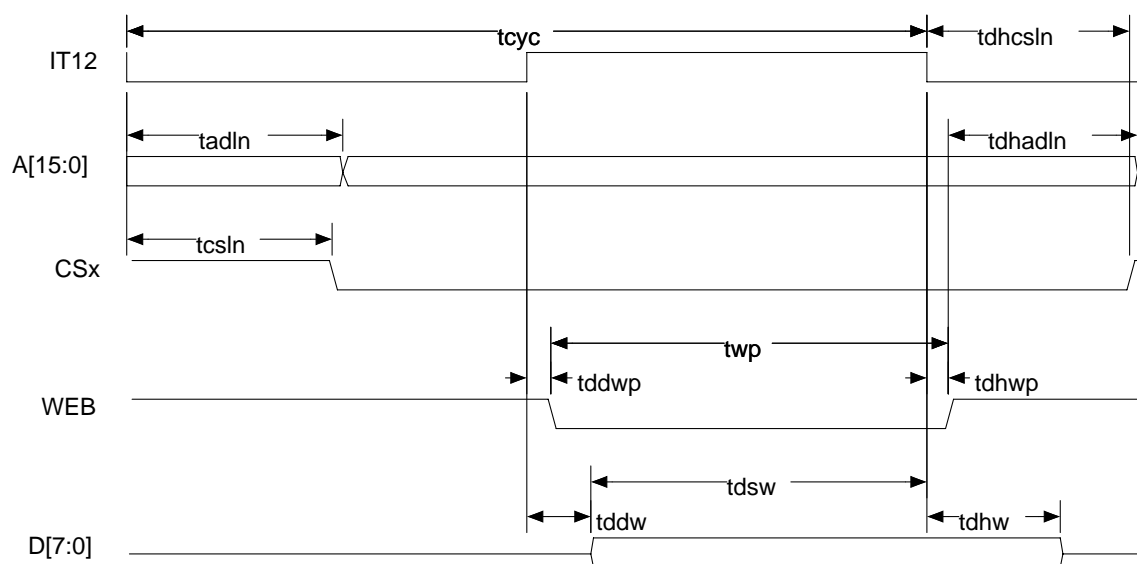 tcyc
tdhcsln
IT12
tadln
tdhadln
A[15:0]
tcsln
CSx
twp
tddwp
tdhwp
WEB
tdsw
tddw
tdhw
D[7:0]